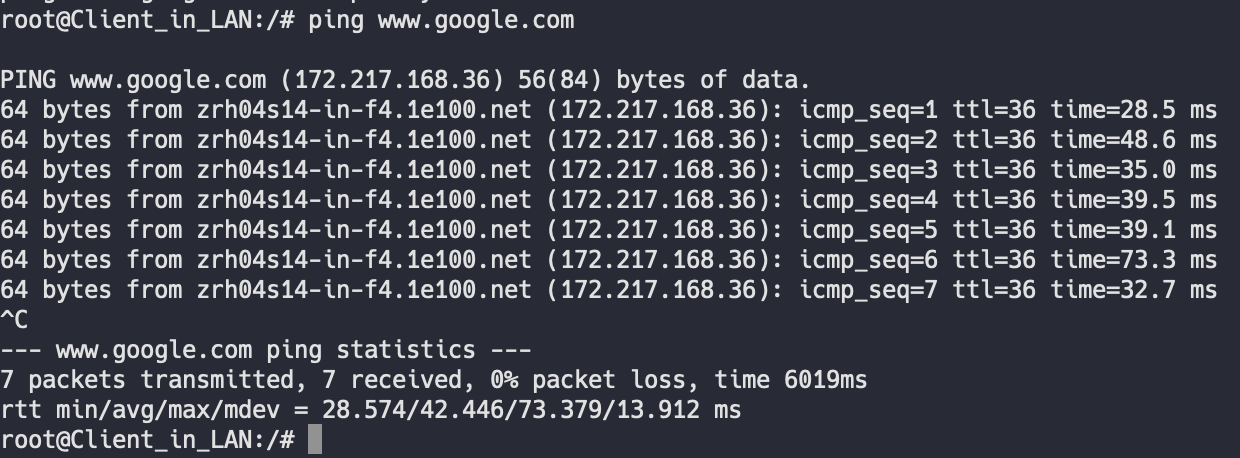 root@Client_in_LAN:/# ping www.google.com
PING www.google.com (172.217.168.36) 56(84) bytes of data.
64 bytes from zrh04s14-in-f4.1e100.net (172.217.168.36): icmp_seq=1 ttl=36 time=28.5 ms
64 bytes from zrh04s14-in-f4.1e100.net (172.217.168.36): icmp_seq=2 ttl=36 time=48.6 ms
64 bytes from zrh04s14-in-f4.1e100.net (172.217.168.36): icmp_seq=3 ttl=36 time=35.0 ms
64 bytes from zrh04s14-in-f4.1e100.net (172.217.168.36): icmp_seq=4 ttl=36 time=39.5 ms
64 bytes from zrh04s14-in-f4.1e100.net (172.217.168.36): icmp_seq=5 ttl=36 time=39.1 ms
64 bytes from zrh04s14-in-f4.1e100.net (172.217.168.36): icmp_seq=6 ttl=36 time=73.3 ms
64 bytes from zrh04s14-in-f4.1e100.net (172.217.168.36): icmp_seq=7 ttl=36 time=32.7 ms
^C
--- www.google.com ping statistics ---
7 packets transmitted, 7 received, 0% packet loss, time 6019ms
rtt min/avg/max/mdev = 28.574/42.446/73.379/13.912 ms
root@Client_in_LAN:/#